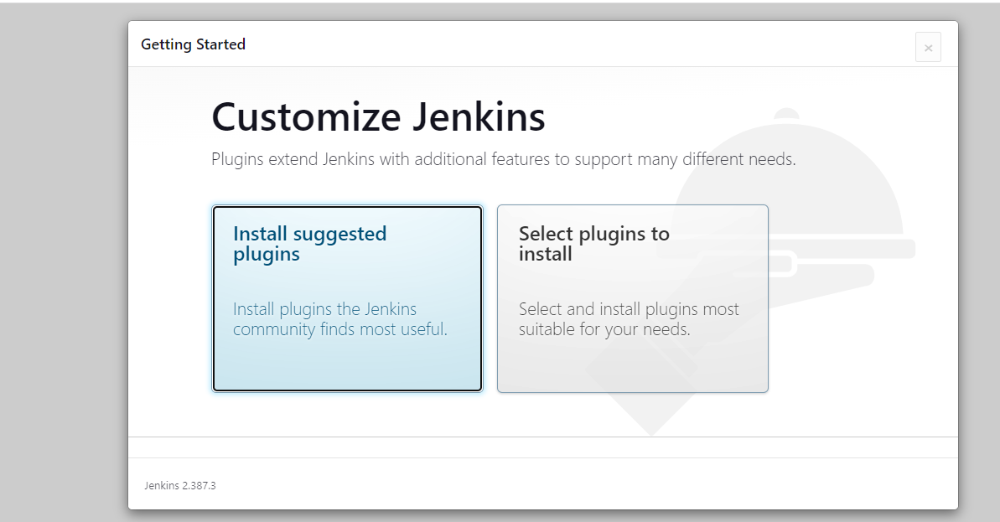 Getting Started
×
Customize Jenkins
Plugins extend Jenkins with additional features to support many different needs.
Install suggested
plugins
Install plugins the Jenkins
community finds most useful.
Select plugins to
install
Select and install plugins most
suitable for your needs.
Jenkins 2.387.3